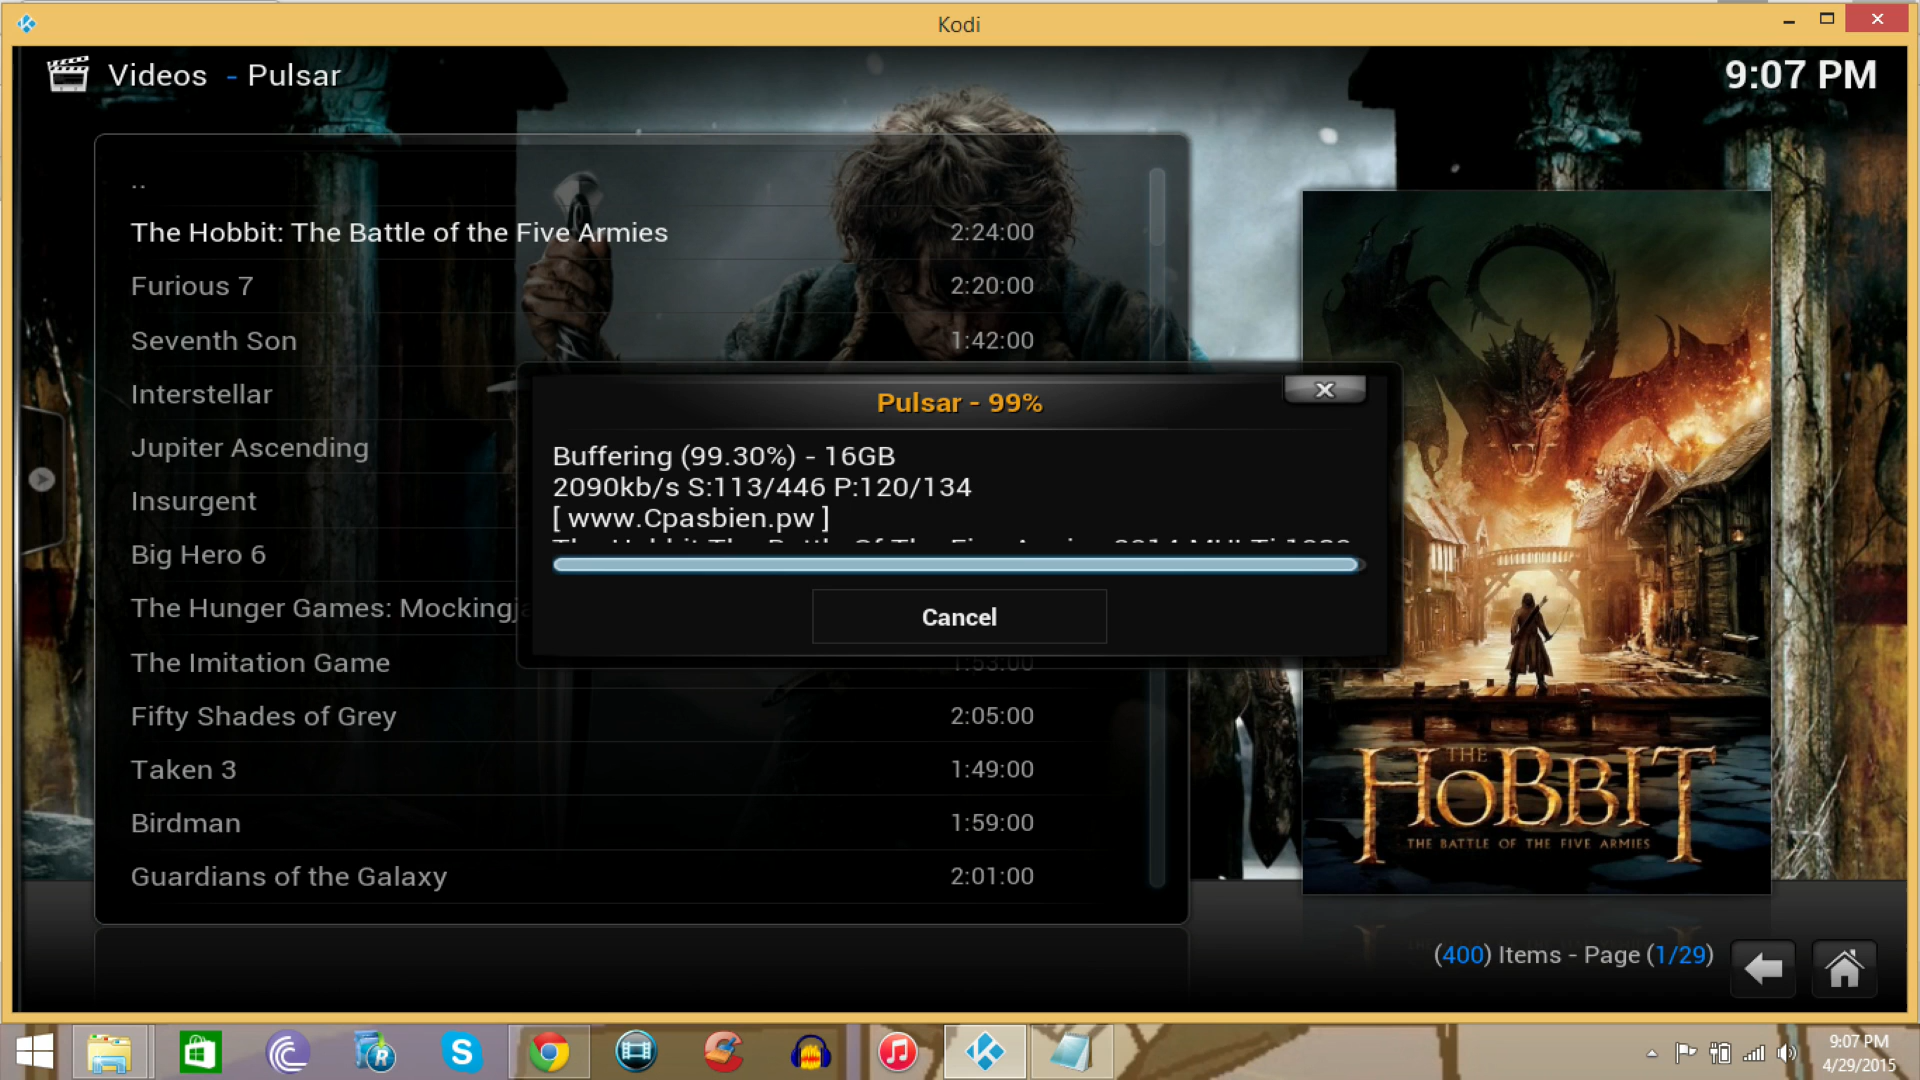 Kodi
Videos - Pulsar
9:07 PM
..
The Hobbit: The Battle of the Five Armies 2:24:00
Furious 7 2:20:00
Seventh Son 1:42:00
Interstellar
Jupiter Ascending
Insurgent
Big Hero 6
The Hunger Games: Mockingja
The Imitation Game 1:53:00
Fifty Shades of Grey 2:05:00
Taken 3 1:49:00
Birdman 1:59:00
Guardians of the Galaxy 2:01:00
Pulsar - 99%
Buffering (99.30%) - 16GB
2090kb/s S:113/446 P:120/134
[ www.Cpasbien.pw ]
Cancel
THE
HOBBIT
THE BATTLE OF THE FIVE ARMIES
(400) Items - Page (1/29)
9:07 PM
4/29/2015